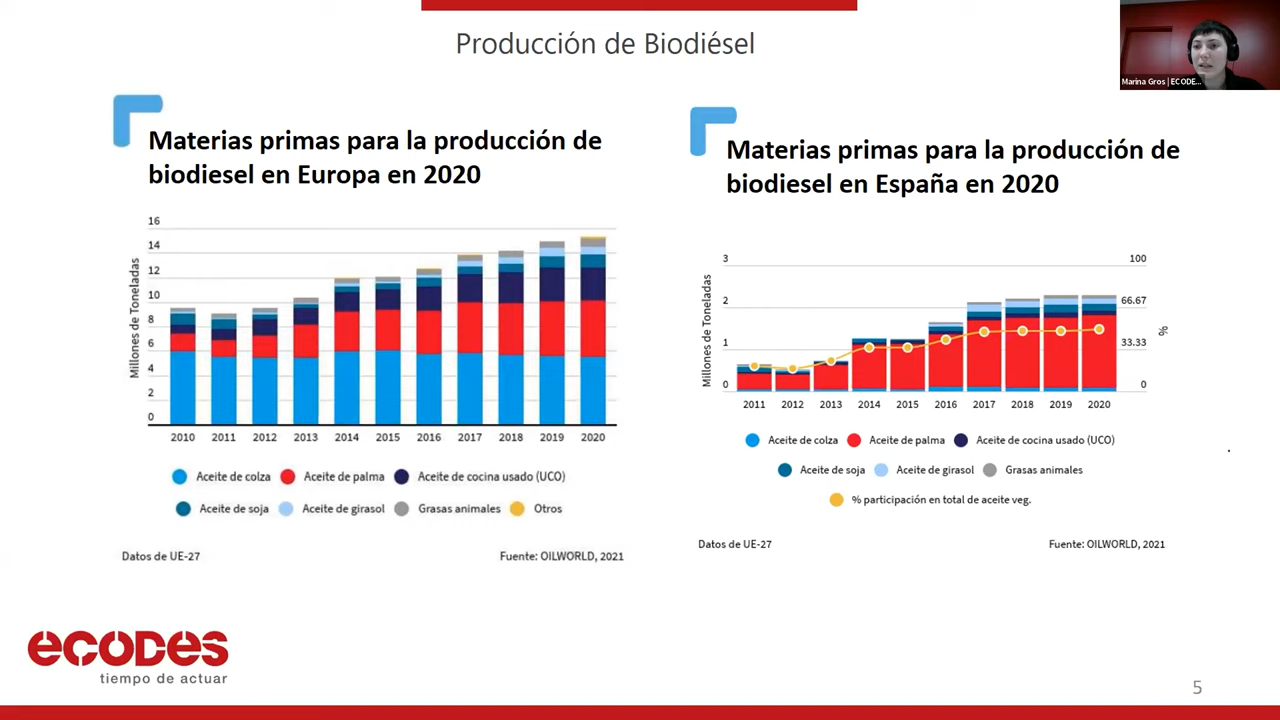 Producción de Biodiésel
Marina Gros | ECODE...
Materias primas para la producción de
biodiesel en Europa en 2020
16
14
12
10
8
6
4
2
0
Millones de Toneladas
2010 2011 2012 2013 2014 2015 2016 2017 2018 2019 2020
Aceite de colza Aceite de palma Aceite de cocina usado (UCO)
Aceite de soja Aceite de girasol Grasas animales Otros
Datos de UE-27 Fuente: OILWORLD, 2021
Materias primas para la producción de
biodiesel en España en 2020
3
2
1
0
Millones de Toneladas
100
66.67
33.33
0
%
2011 2012 2013 2014 2015 2016 2017 2018 2019 2020
Aceite de colza Aceite de palma Aceite de cocina usado (UCO)
Aceite de soja Aceite de girasol Grasas animales
% participación en total de aceite veg.
Datos de UE-27 Fuente: OILWORLD, 2021
ecodes
tiempo de actuar
5